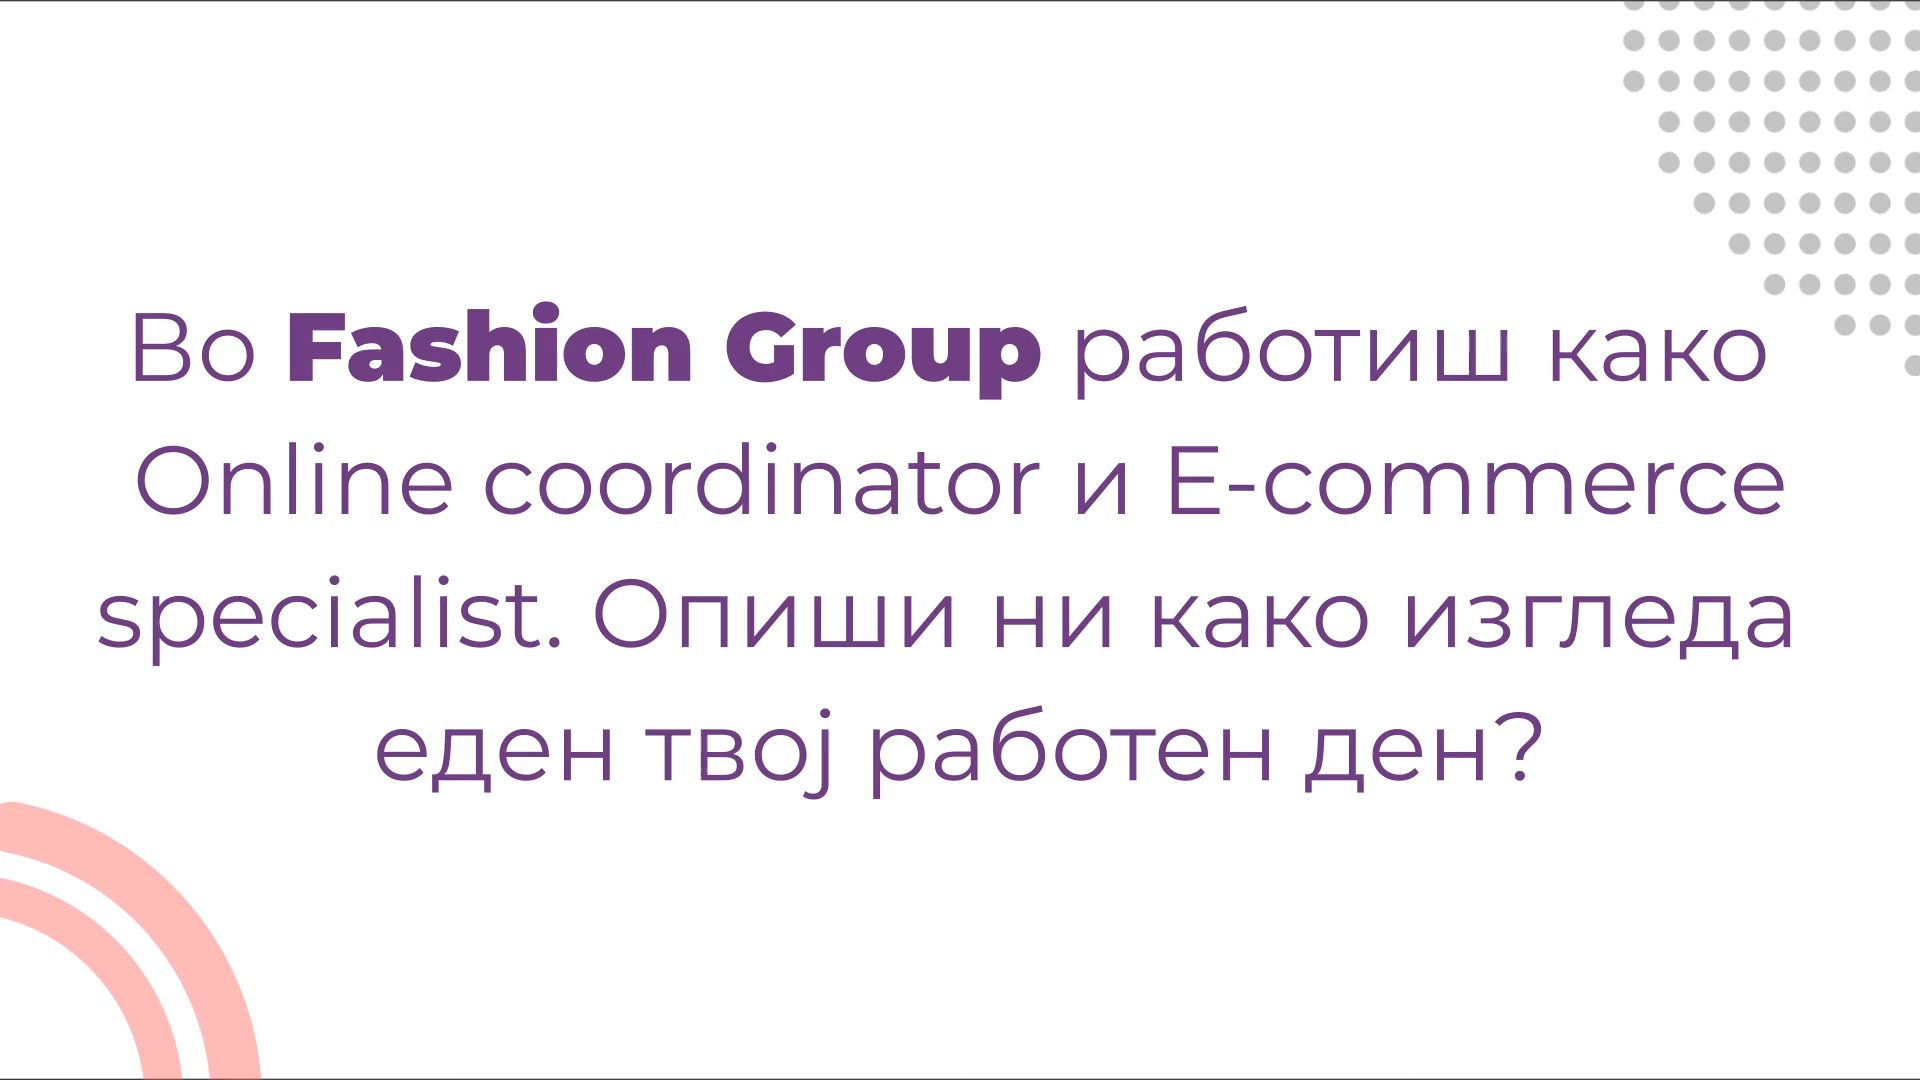 Во Fashion Group работиш како
Online coordinator и E-commerce
specialist. Опиши ни како изгледа
еден твој работен ден?